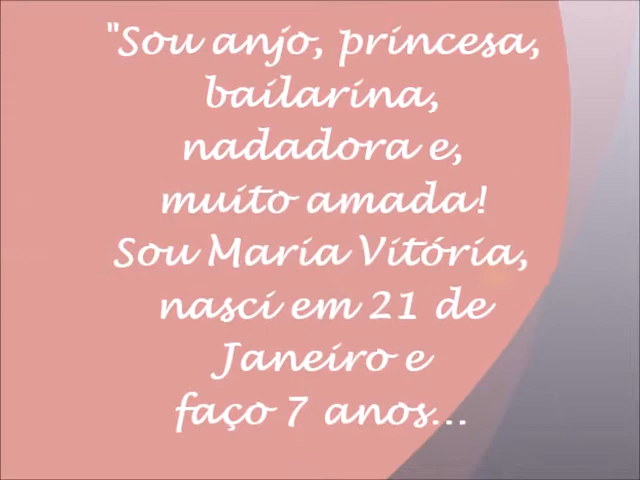 "Sou anjo, princesa,
bailarina,
nadadora e,
muito amada!
Sou Maria Vitória,
nasci em 21 de
Janeiro e
faço 7 anos...